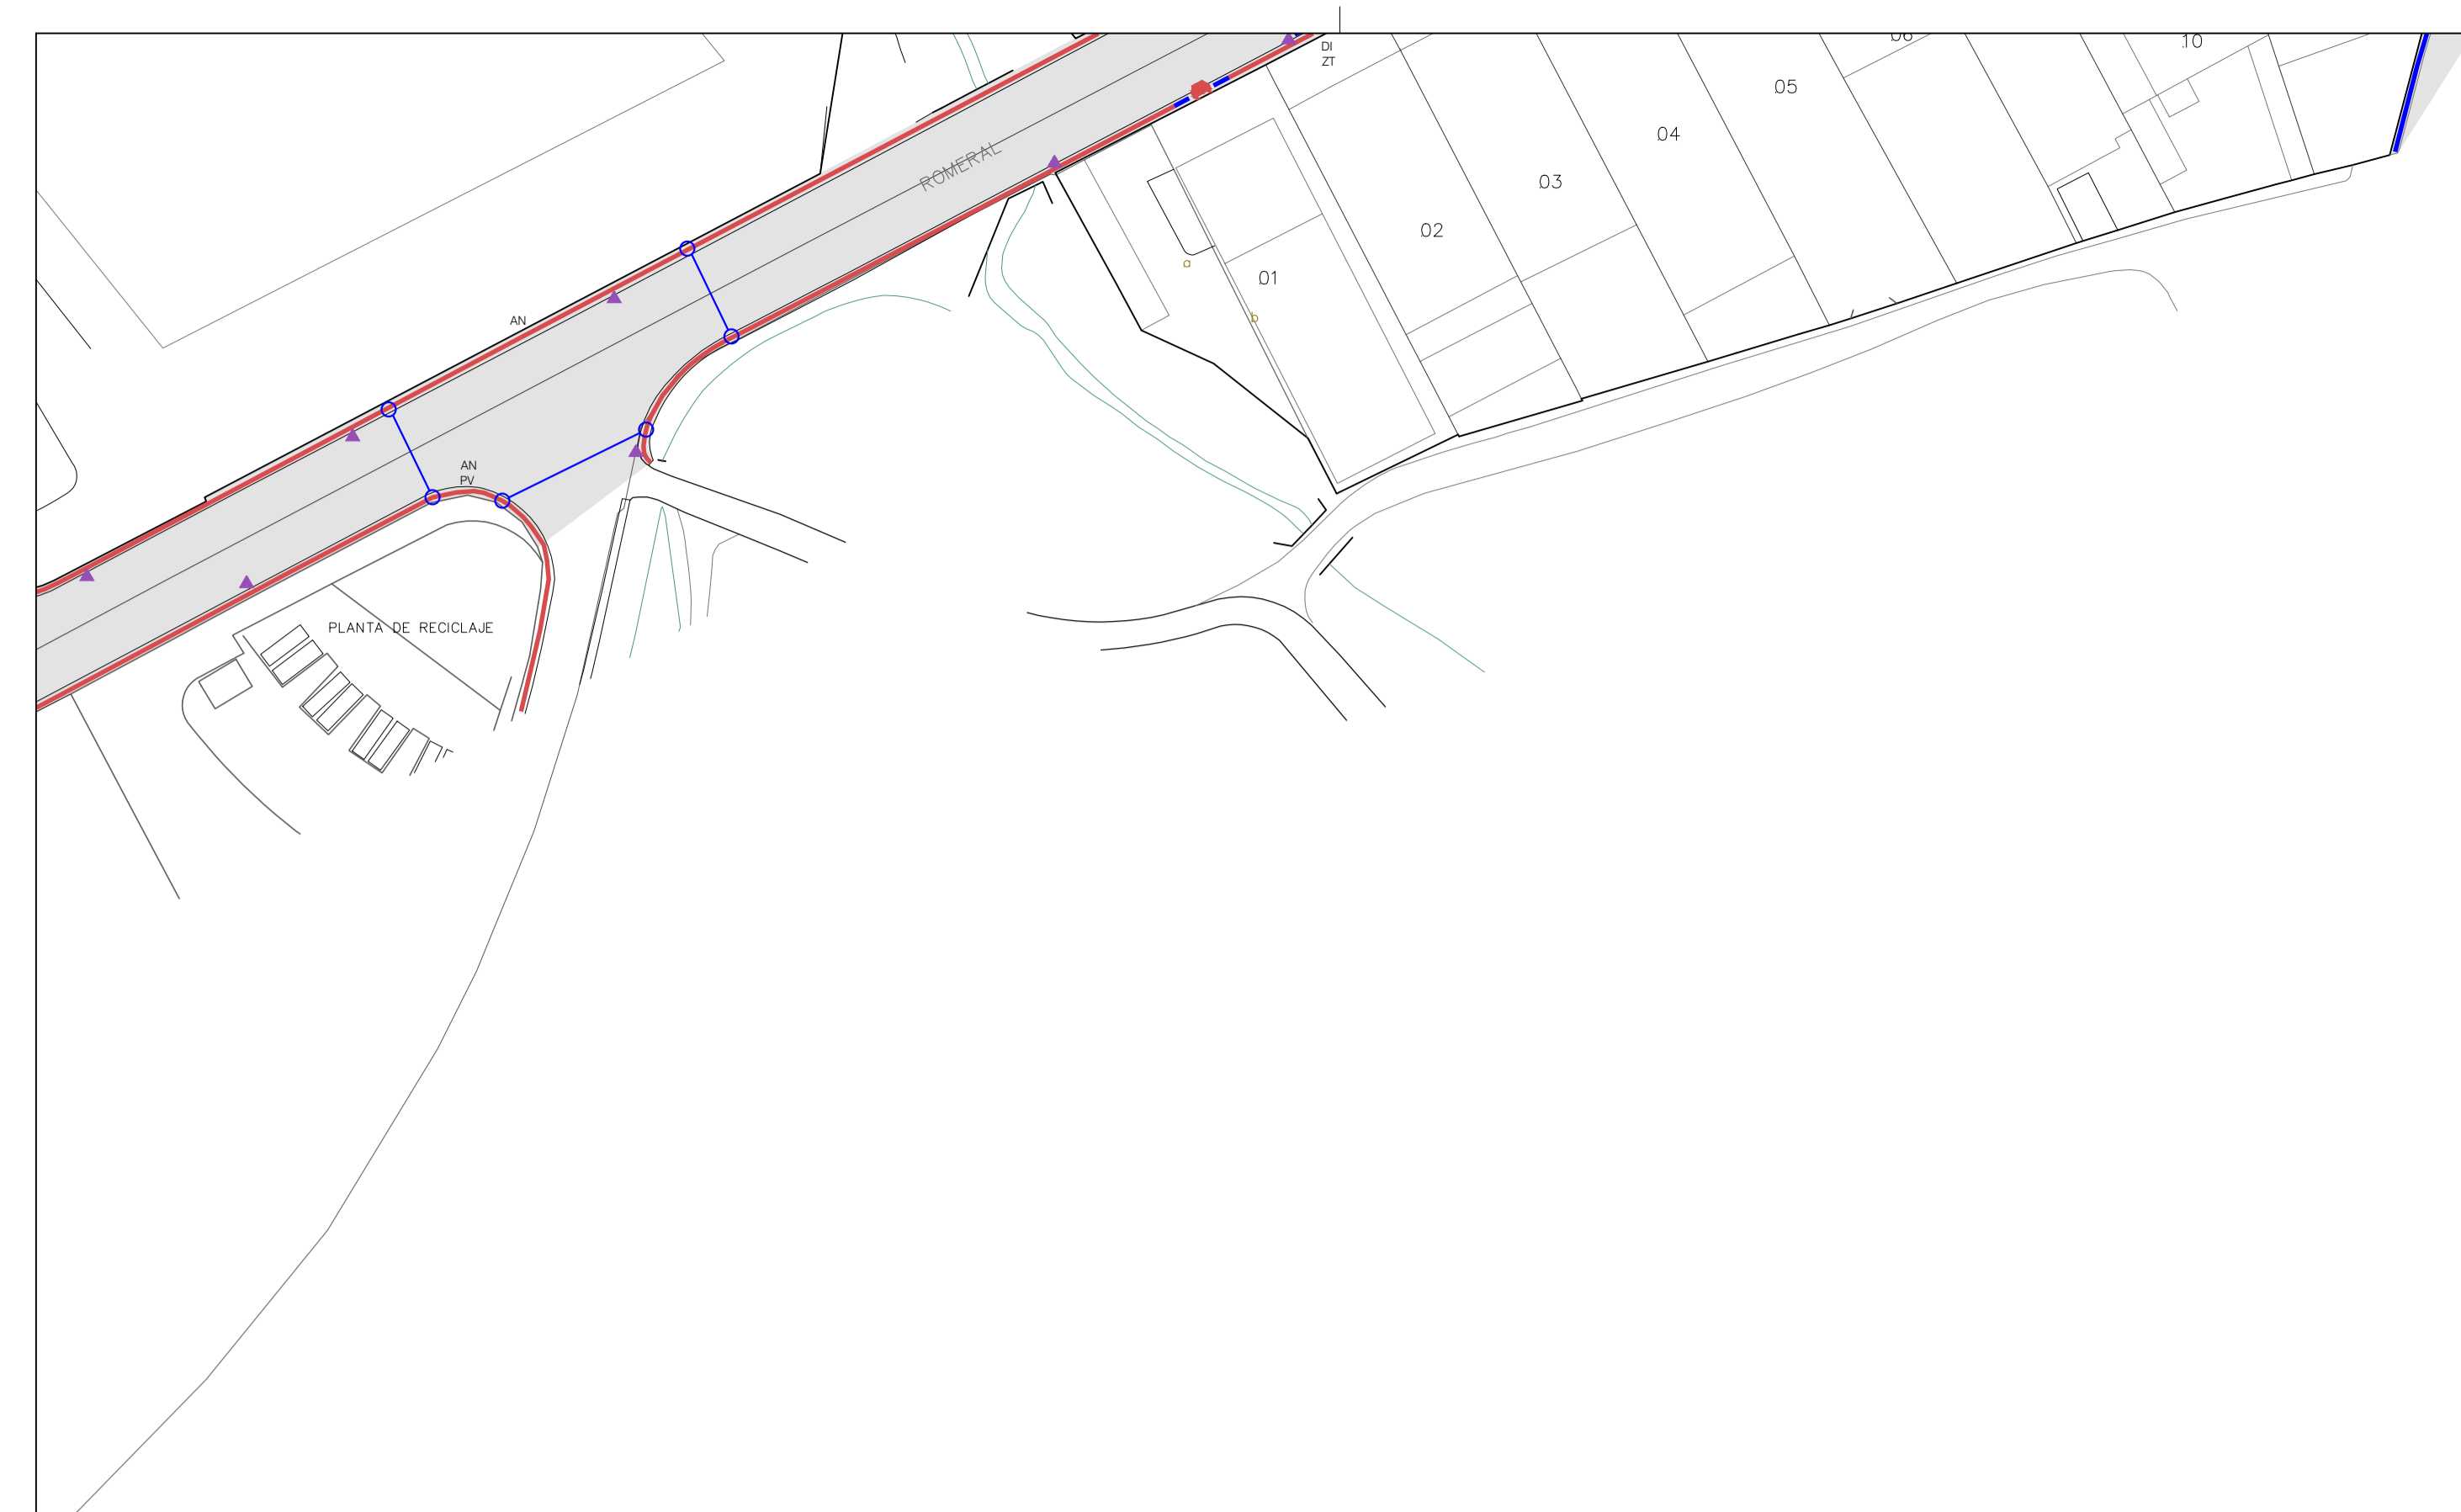 DI
ZT
06
10
05
04
ROMERAL
03
02
a
01
b
AN
AN
PV
PLANTA DE RECICLAJE